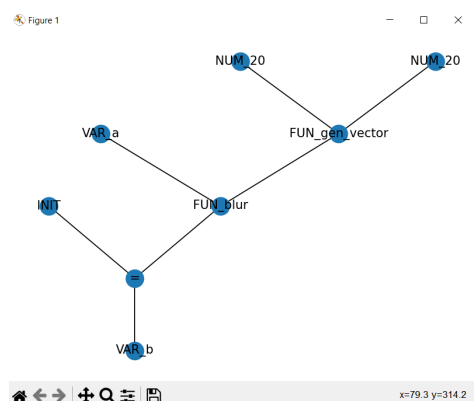 Figure 1
NUM_20 NUM_20
VAR_a FUN_gen_vector
INIT FUN_blur
=
VAR_b
x=79.3 y=314.2